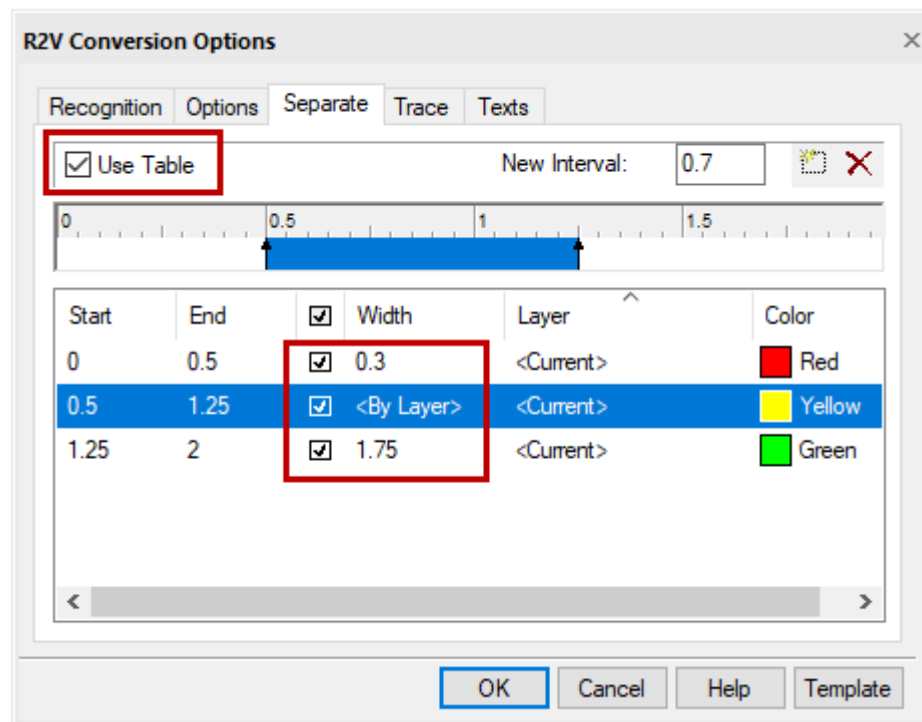 R2V Conversion Options
Recognition Options Separate Trace Texts
Use Table New Interval: 0.7
0 0.5 1 1.5
Start End Width Layer Color
0 0.5 0.3 <Current> Red
0.5 1.25 <By Layer> <Current> Yellow
1.25 2 1.75 <Current> Green
OK Cancel Help Template